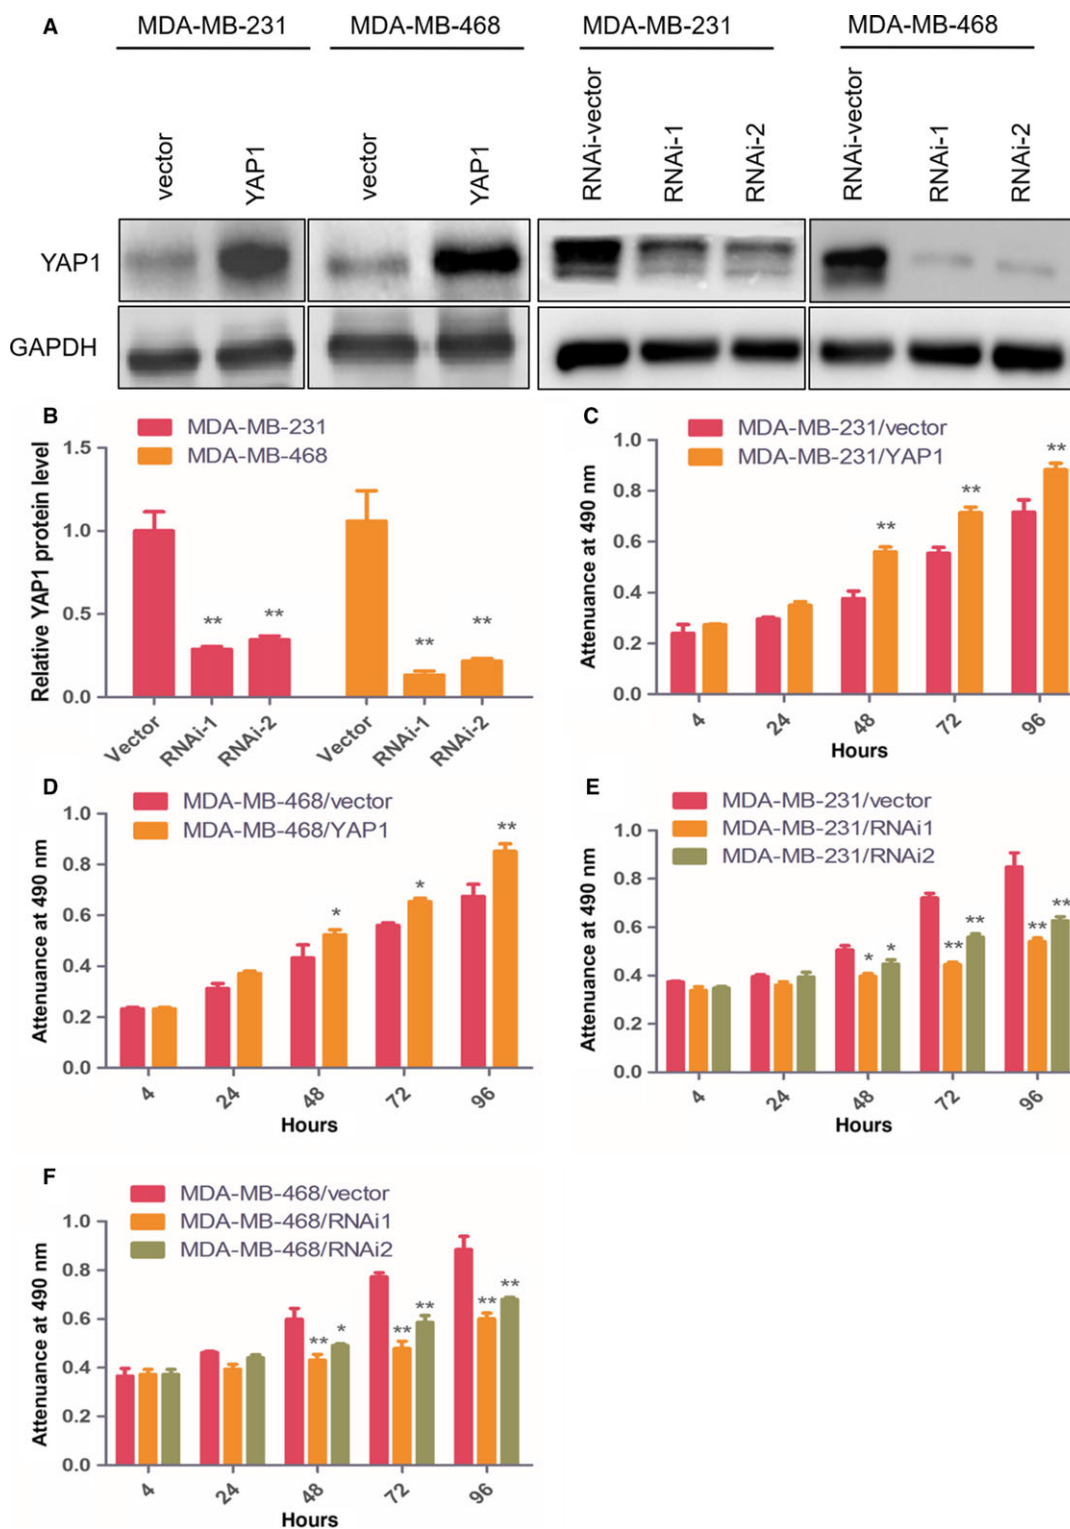 A
MDA-MB-231
MDA-MB-468
MDA-MB-231
MDA-MB-468
vector
YAP1
vector
YAP1
RNAi-vector
RNAi-1
RNAi-2
RNAi-vector
RNAi-1
RNAi-2
YAP1
GAPDH
B
MDA-MB-231
MDA-MB-468
Relative YAP1 protein level
1.5
1.0
0.5
0.0
**
**
**
**
Vector
RNAi-1
RNAi-2
Vector
RNAi-1
RNAi-2
C
MDA-MB-231/vector
MDA-MB-231/YAP1
Attenuance at 490 nm
1.0
0.8
0.6
0.4
0.2
0.0
**
**
**
4
24
48
72
96
Hours
D
MDA-MB-468/vector
MDA-MB-468/YAP1
Attenuance at 490 nm
1.0
0.8
0.6
0.4
0.2
0.0
*
*
**
4
24
48
72
96
Hours
E
MDA-MB-231/vector
MDA-MB-231/RNAi1
MDA-MB-231/RNAi2
Attenuance at 490 nm
1.0
0.8
0.6
0.4
0.2
0.0
*
*
**
**
**
**
4
24
48
72
96
Hours
F
MDA-MB-468/vector
MDA-MB-468/RNAi1
MDA-MB-468/RNAi2
Attenuance at 490 nm
1.0
0.8
0.6
0.4
0.2
0.0
**
*
**
**
**
**
4
24
48
72
96
Hours